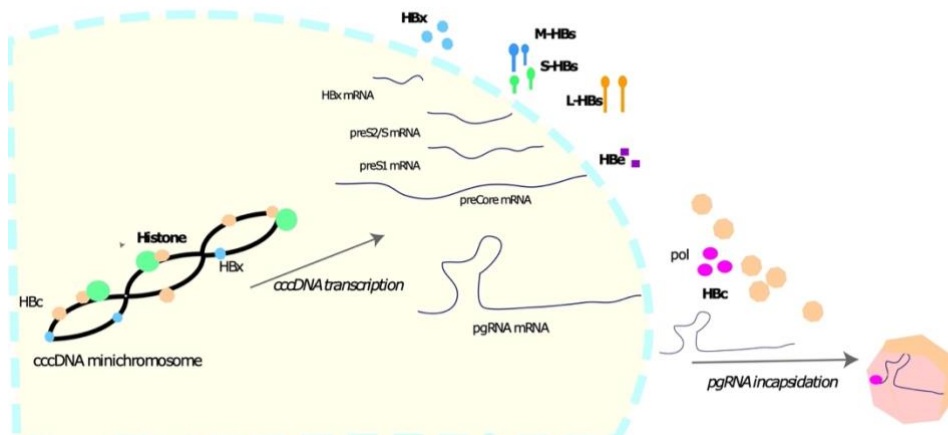 HBx
M-HBs
S-HBs
L-HBs
HBx mRNA
preS2/S mRNA
preS1 mRNA
HBe
preCore mRNA
Histone
HBx
HBc
cccDNA transcription
pgRNA mRNA
cccDNA minichromosome
pol
HBc
pgRNA incapsidation